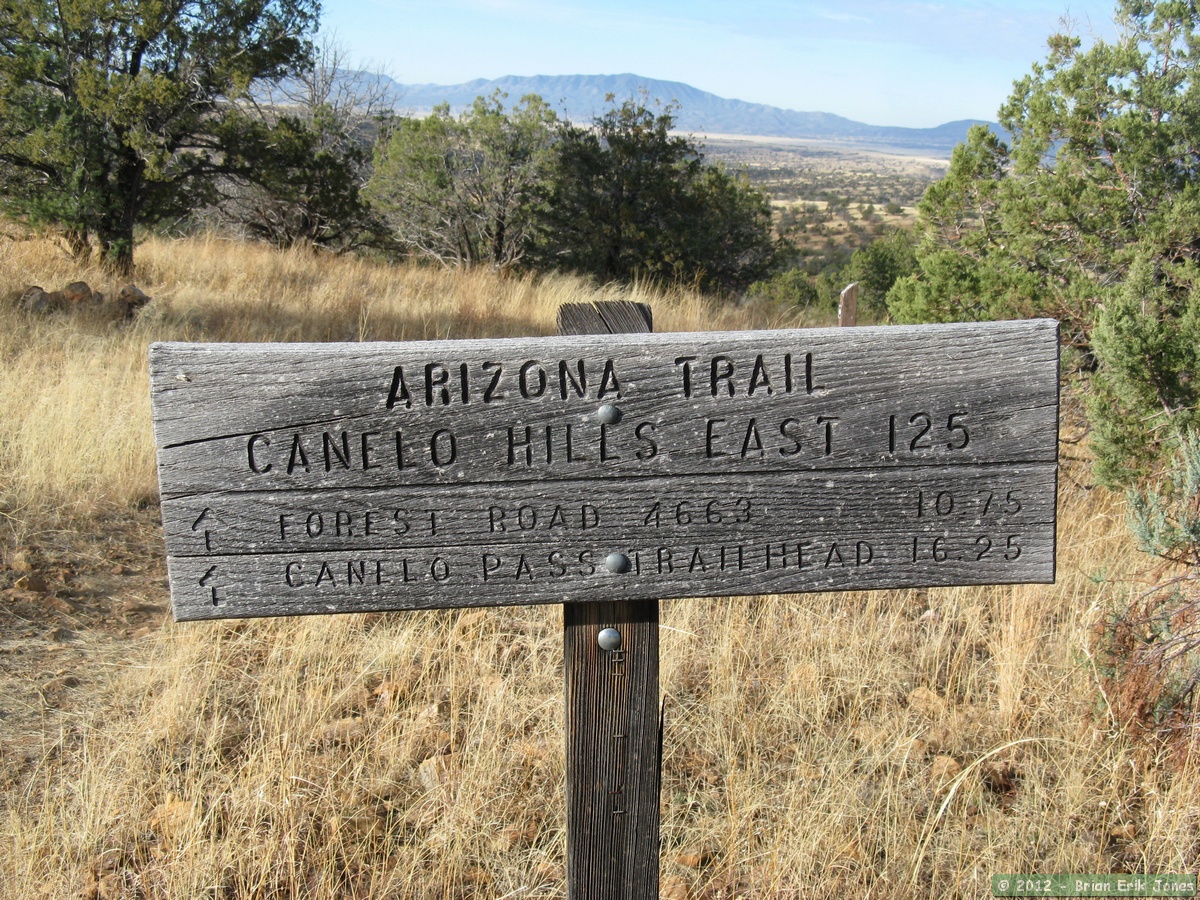 ARIZONA TRAIL
CANELO HILLS EAST 125
FOREST ROAD 4663 10.75
CANELO PASS TRAILHEAD 16.25
© 2012 - Brian Erik Jones